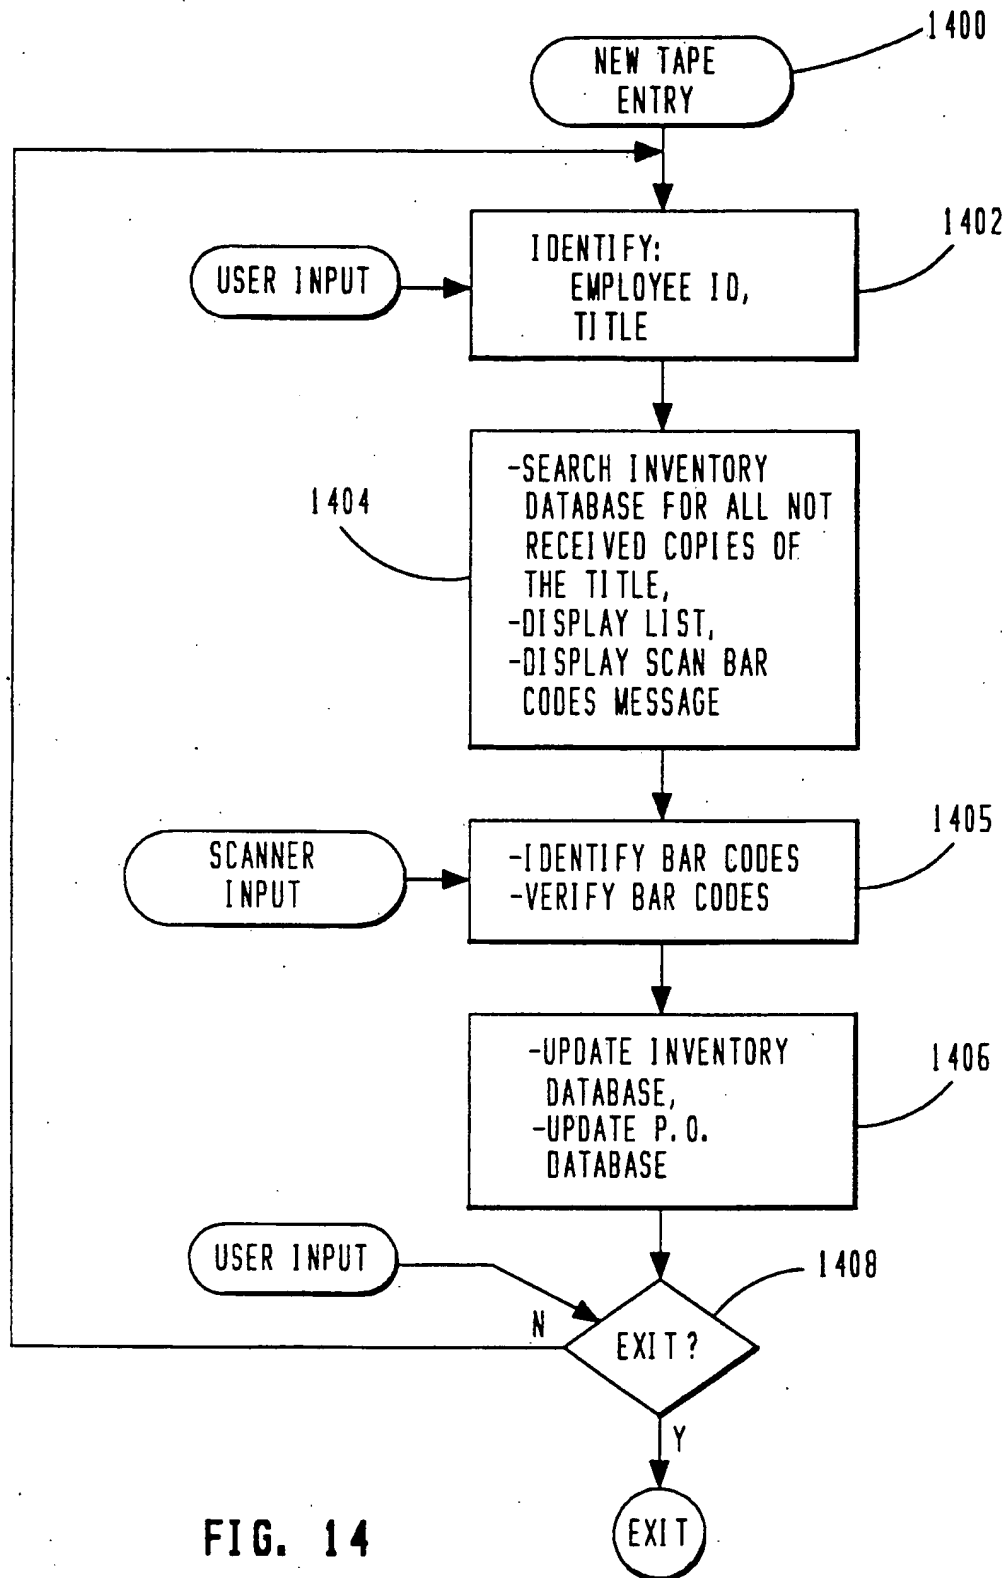 1400
NEW TAPE
ENTRY
1402
USER INPUT
IDENTIFY:
EMPLOYEE ID,
TITLE
1404
-SEARCH INVENTORY
DATABASE FOR ALL NOT
RECEIVED COPIES OF
THE TITLE,
-DISPLAY LIST,
-DISPLAY SCAN BAR
CODES MESSAGE
1405
SCANNER
INPUT
-IDENTIFY BAR CODES
-VERIFY BAR CODES
1406
-UPDATE INVENTORY
DATABASE,
-UPDATE P.O.
DATABASE
USER INPUT
1408
N
EXIT?
Y
EXIT
FIG. 14